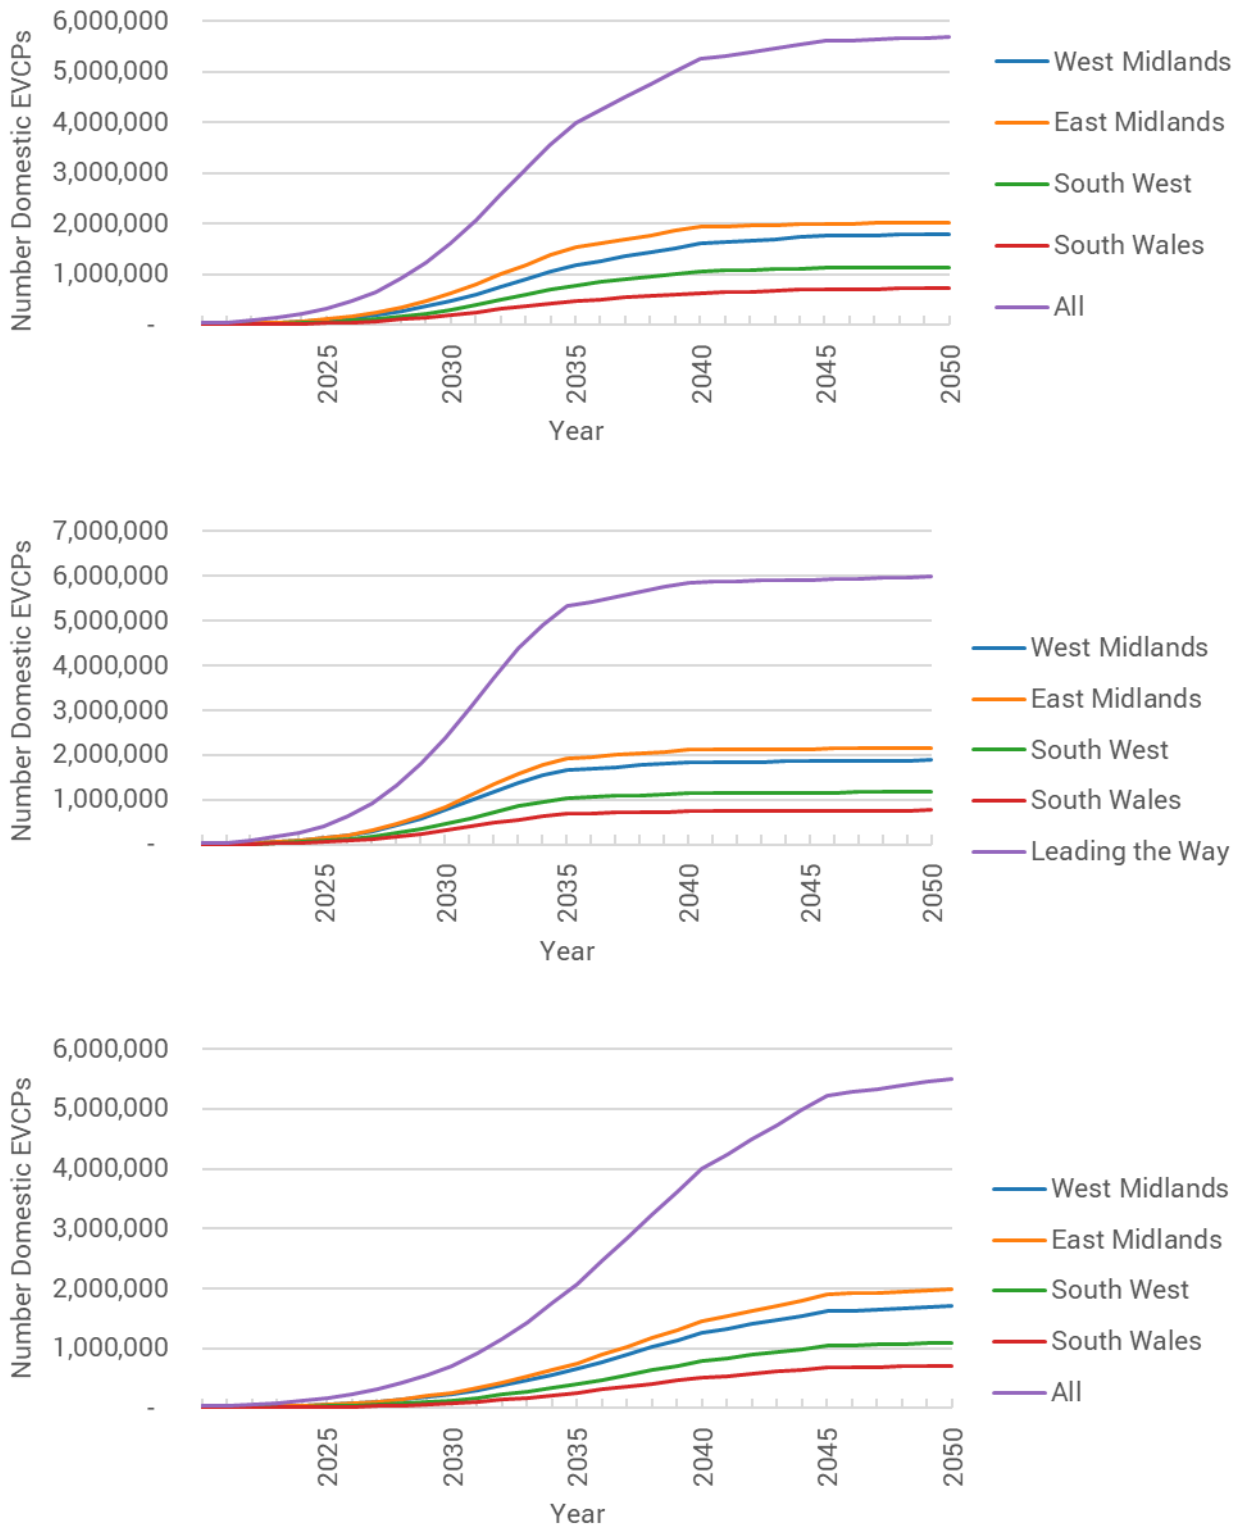 6,000,000
5,000,000
4,000,000
3,000,000
2,000,000
1,000,000
-
Number Domestic EVCPs
2025
2030
2035
2040
2045
2050
Year
West Midlands
East Midlands
South West
South Wales
All
7,000,000
6,000,000
5,000,000
4,000,000
3,000,000
2,000,000
1,000,000
-
Number Domestic EVCPs
2025
2030
2035
2040
2045
2050
Year
West Midlands
East Midlands
South West
South Wales
Leading the Way
6,000,000
5,000,000
4,000,000
3,000,000
2,000,000
1,000,000
-
Number Domestic EVCPs
2025
2030
2035
2040
2045
2050
Year
West Midlands
East Midlands
South West
South Wales
All